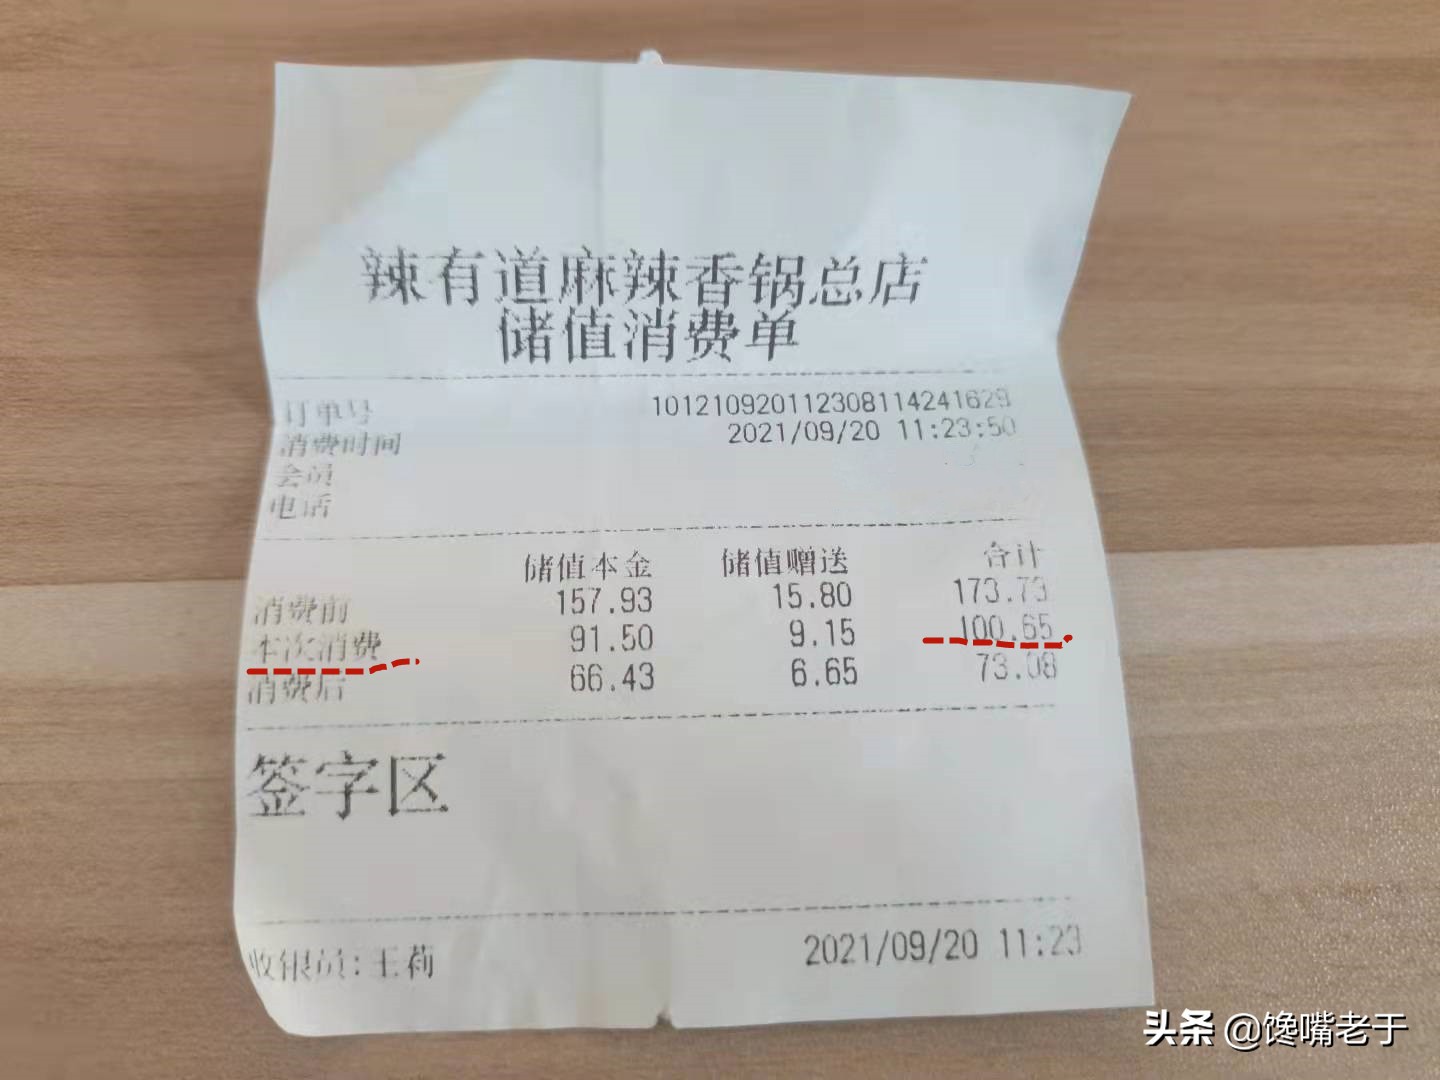 辣有道麻辣香锅总店
储值消费单
订单号 101210920112308114241629
消费时间 2021/09/20 11:23:50
会员
电话
储值本金 储值赠送 合计
消费前 157.93 15.80 173.73
本次消费 91.50 9.15 100.65
消费后 66.43 6.65 73.08
签字区
收银员:王莉 2021/09/20 11:23
头条 @馋嘴老于